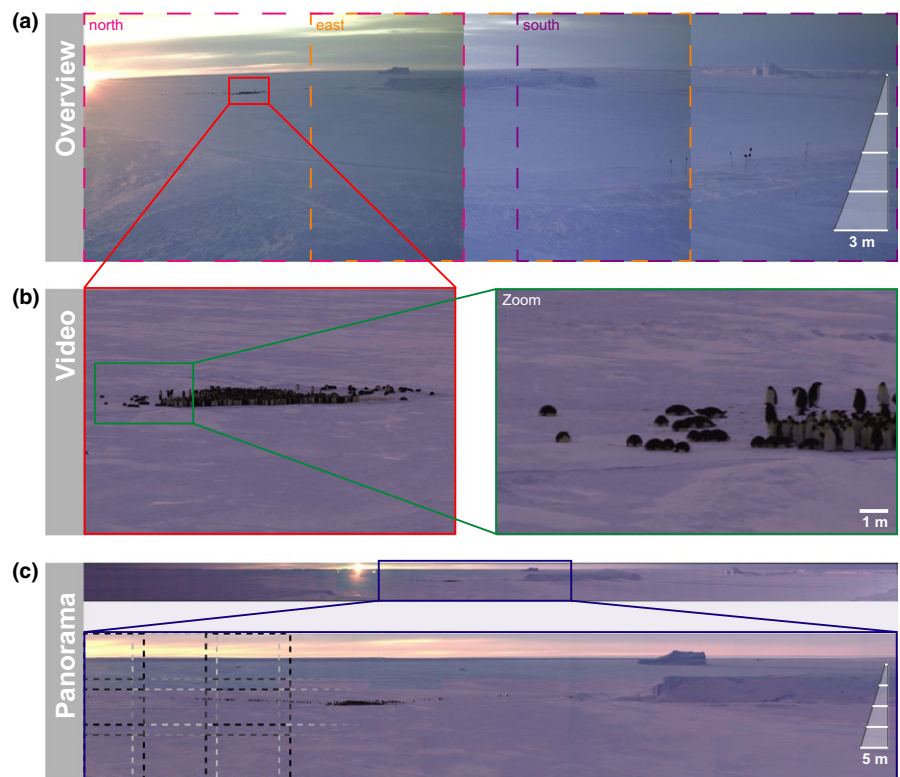 (a)
Overview
north
east
south
3 m
(b)
Video
Zoom
1 m
(c)
Panorama
5 m